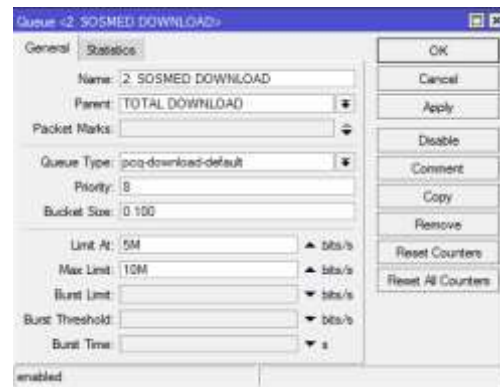 Queue <2. SOSMED DOWNLOAD>
General Statistics
Name: 2. SOSMED DOWNLOAD
Parent: TOTAL DOWNLOAD
Packet Marks:
Queue Type: pcq-download-default
Priority: 8
Bucket Size: 0.100
Limit At: 5M bits/s
Max Limit: 10M bits/s
Burst Limit: bits/s
Burst Threshold: bits/s
Burst Time: s
OK
Cancel
Apply
Disable
Comment
Copy
Remove
Reset Counters
Reset All Counters
enabled